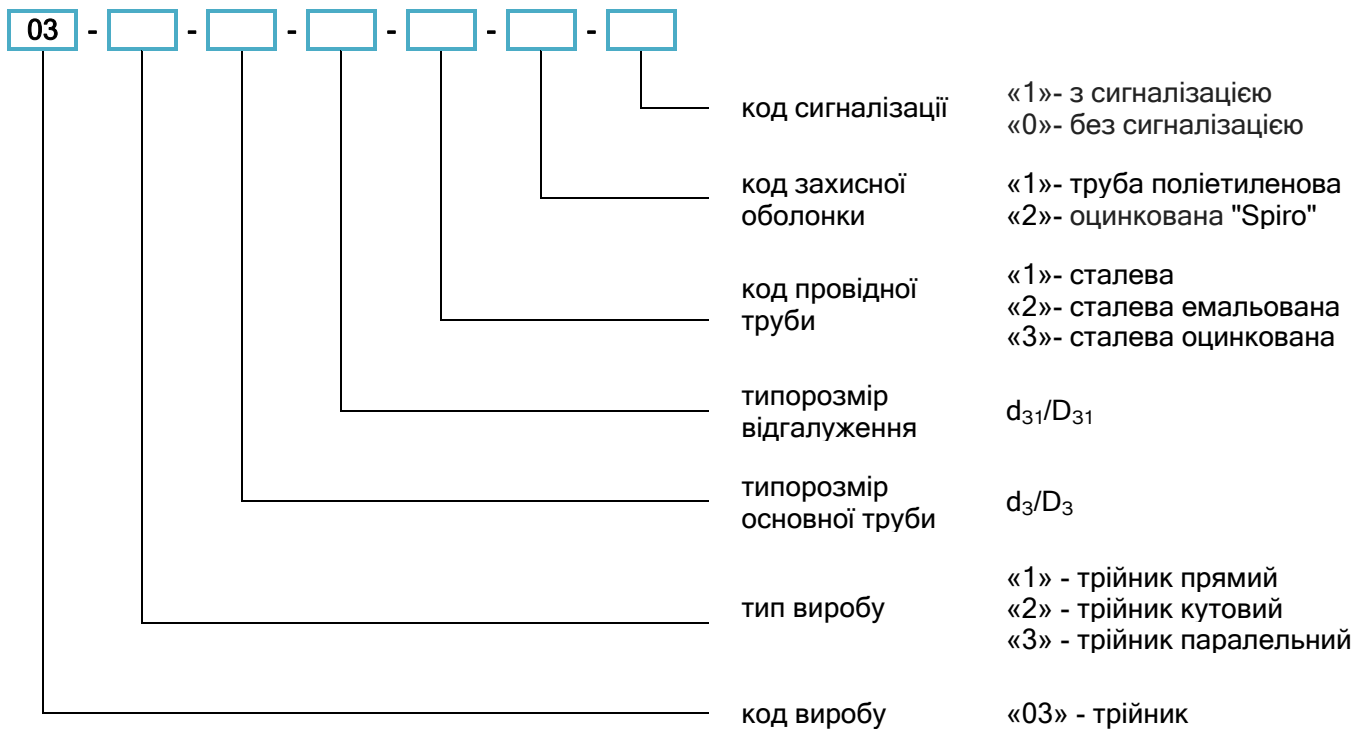 03 - - - - - -
код сигналізації
«1»- з сигналізацією
«0»- без сигналізацією
код захисної
оболонки
«1»- труба поліетиленова
«2»- оцинкована "Spiro"
код провідної
труби
«1»- сталева
«2»- сталева емальована
«3»- сталева оцинкована
типорозмір
відгалуження
d31/D31
типорозмір
основної труби
d3/D3
тип виробу
«1» - трійник прямий
«2» - трійник кутовий
«3» - трійник паралельний
код виробу
«03» - трійник